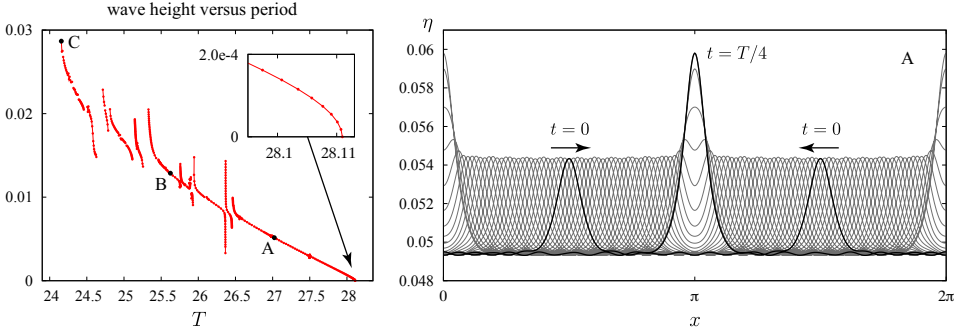 wave height versus period
0.03
0.02
0.01
0
C
B
A
2.0e-4
0
28.1
28.11
24
24.5
25
25.5
26
26.5
27
27.5
28
T
η
0.06
0.058
0.056
0.054
0.052
0.05
0.048
A
t = T/4
t = 0
t = 0
0
π
2π
x